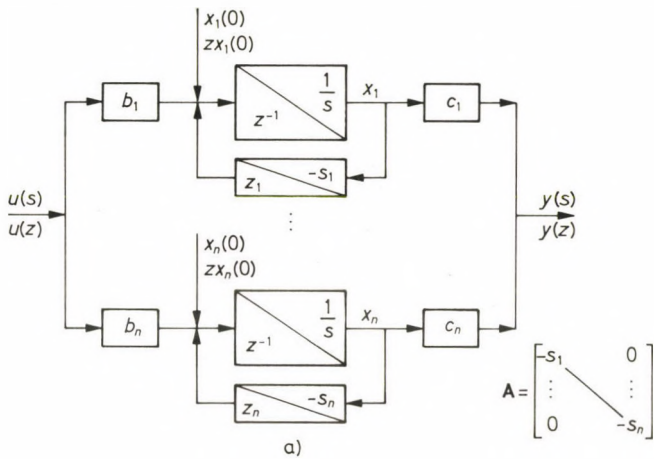 x₁(0)
zx₁(0)
b₁
1/s
z⁻¹
x₁
c₁
z₁
-s₁
u(s)
u(z)
⋮
y(s)
y(z)
xₙ(0)
zxₙ(0)
bₙ
1/s
z⁻¹
xₙ
cₙ
zₙ
-sₙ
A = [-s₁ 0
⋮ ⋮
0 -sₙ]
a)